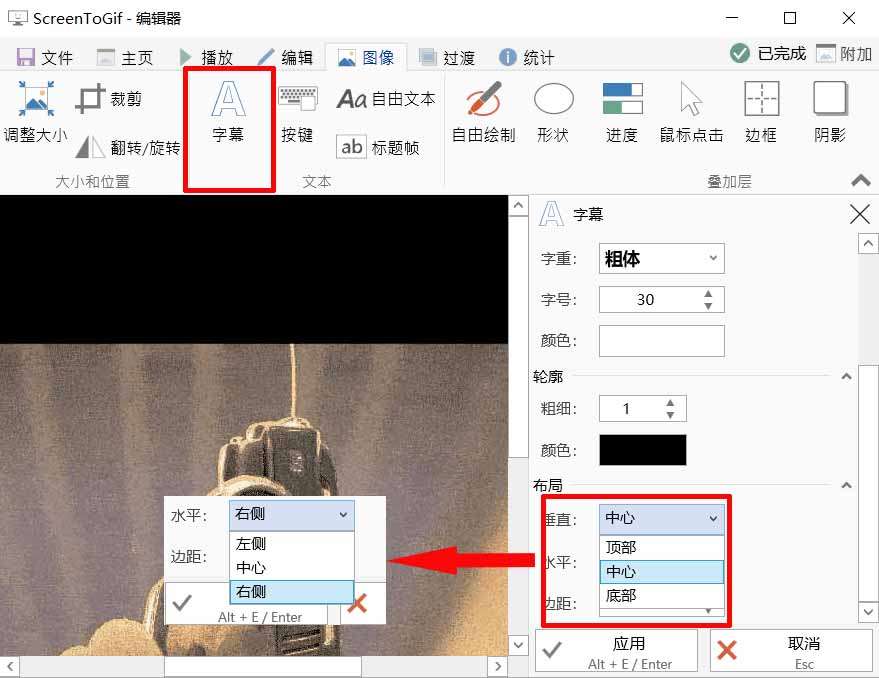 ScreenToGif - 编辑器
文件 主页 播放 编辑 图像 过渡 统计 已完成 附加
调整大小 裁剪 翻转/旋转 字幕 按键 Aa 自由文本 ab 标题帧 自由绘制 形状 进度 鼠标点击 边框 阴影
大小和位置 文本 叠加层
字幕
字重: 粗体
字号: 30
颜色:
轮廓
粗细: 1
颜色:
布局
垂直: 中心
顶部
水平: 中心
边距: 底部
水平: 右侧
左侧
边距: 中心
右侧
Alt + E / Enter
应用 取消
Alt + E / Enter Esc